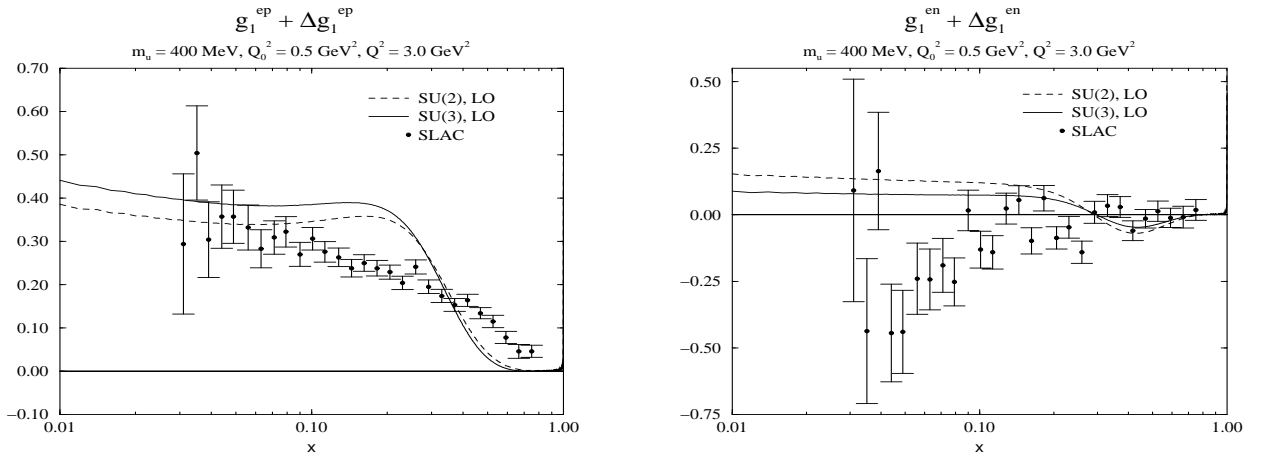 g₁ᵉᵖ + Δg₁ᵉᵖ
m_u = 400 MeV, Q₀² = 0.5 GeV², Q² = 3.0 GeV²
0.70
0.60
0.50
0.40
0.30
0.20
0.10
0.00
−0.10
SU(2), LO
SU(3), LO
SLAC
0.01
0.10
1.00
x
g₁ᵉⁿ + Δg₁ᵉⁿ
m_u = 400 MeV, Q₀² = 0.5 GeV², Q² = 3.0 GeV²
0.50
0.25
0.00
−0.25
−0.50
−0.75
SU(2), LO
SU(3), LO
SLAC
0.01
0.10
1.00
x